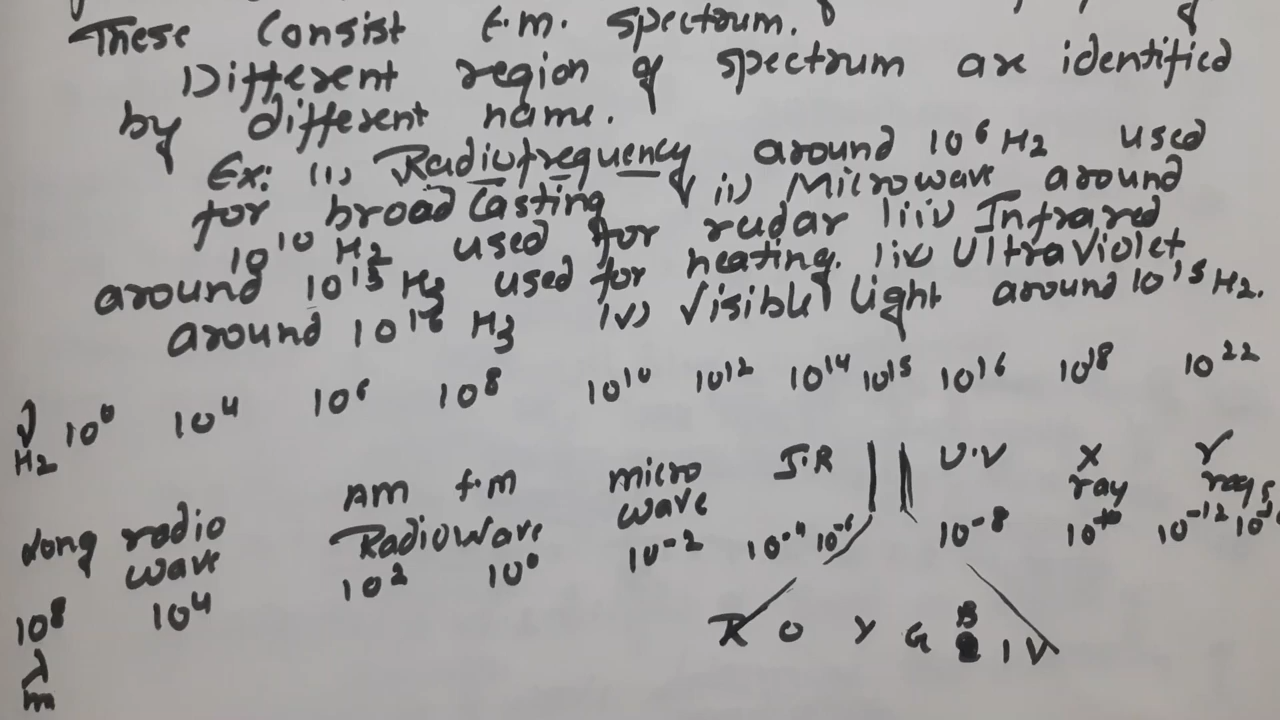 These Consist E.m. spectrum.
Different region of spectrum are identified
by different name.
Ex: (i) Radiofrequency around 10⁶ Hz used
for broad Casting ii) Microwave around
10¹⁰ Hz used for radar (iii) Infrared
around 10¹³ Hz used for heating. (iv) UltraViolet
around 10¹⁶ Hz (v) Visible light around 10¹⁵ Hz.
ν Hz 10⁰ 10⁴ 10⁶ 10⁸ 10¹⁰ 10¹² 10¹⁴ 10¹⁵ 10¹⁶ 10¹⁸ 10²²
long radio wave AM F.m RadioWave micro wave I.R U.V X ray γ rays
10⁸ 10⁴ 10² 10⁰ 10⁻² 10⁻⁴ 10⁻⁶ 10⁻⁸ 10⁻¹⁰ 10⁻¹²
λ m
R O Y G B I V